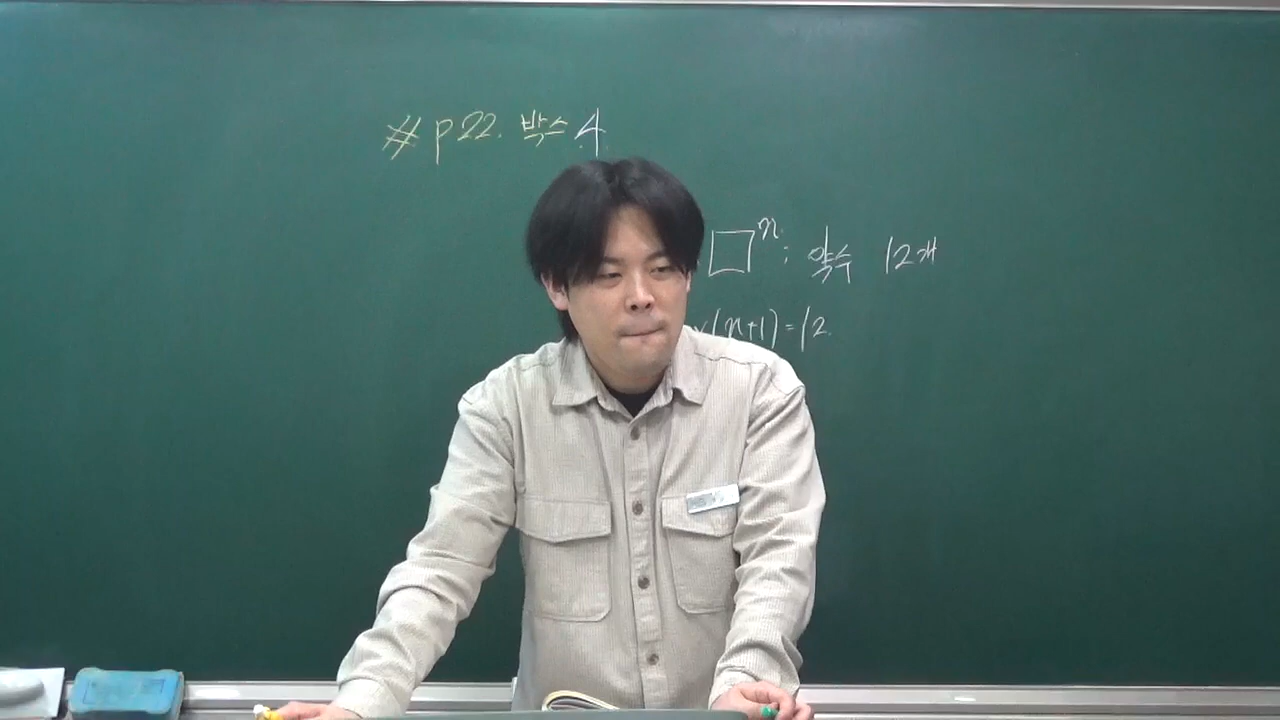 # p22. 박스 4
□ⁿ : 약수 12개
(n+1)=12.